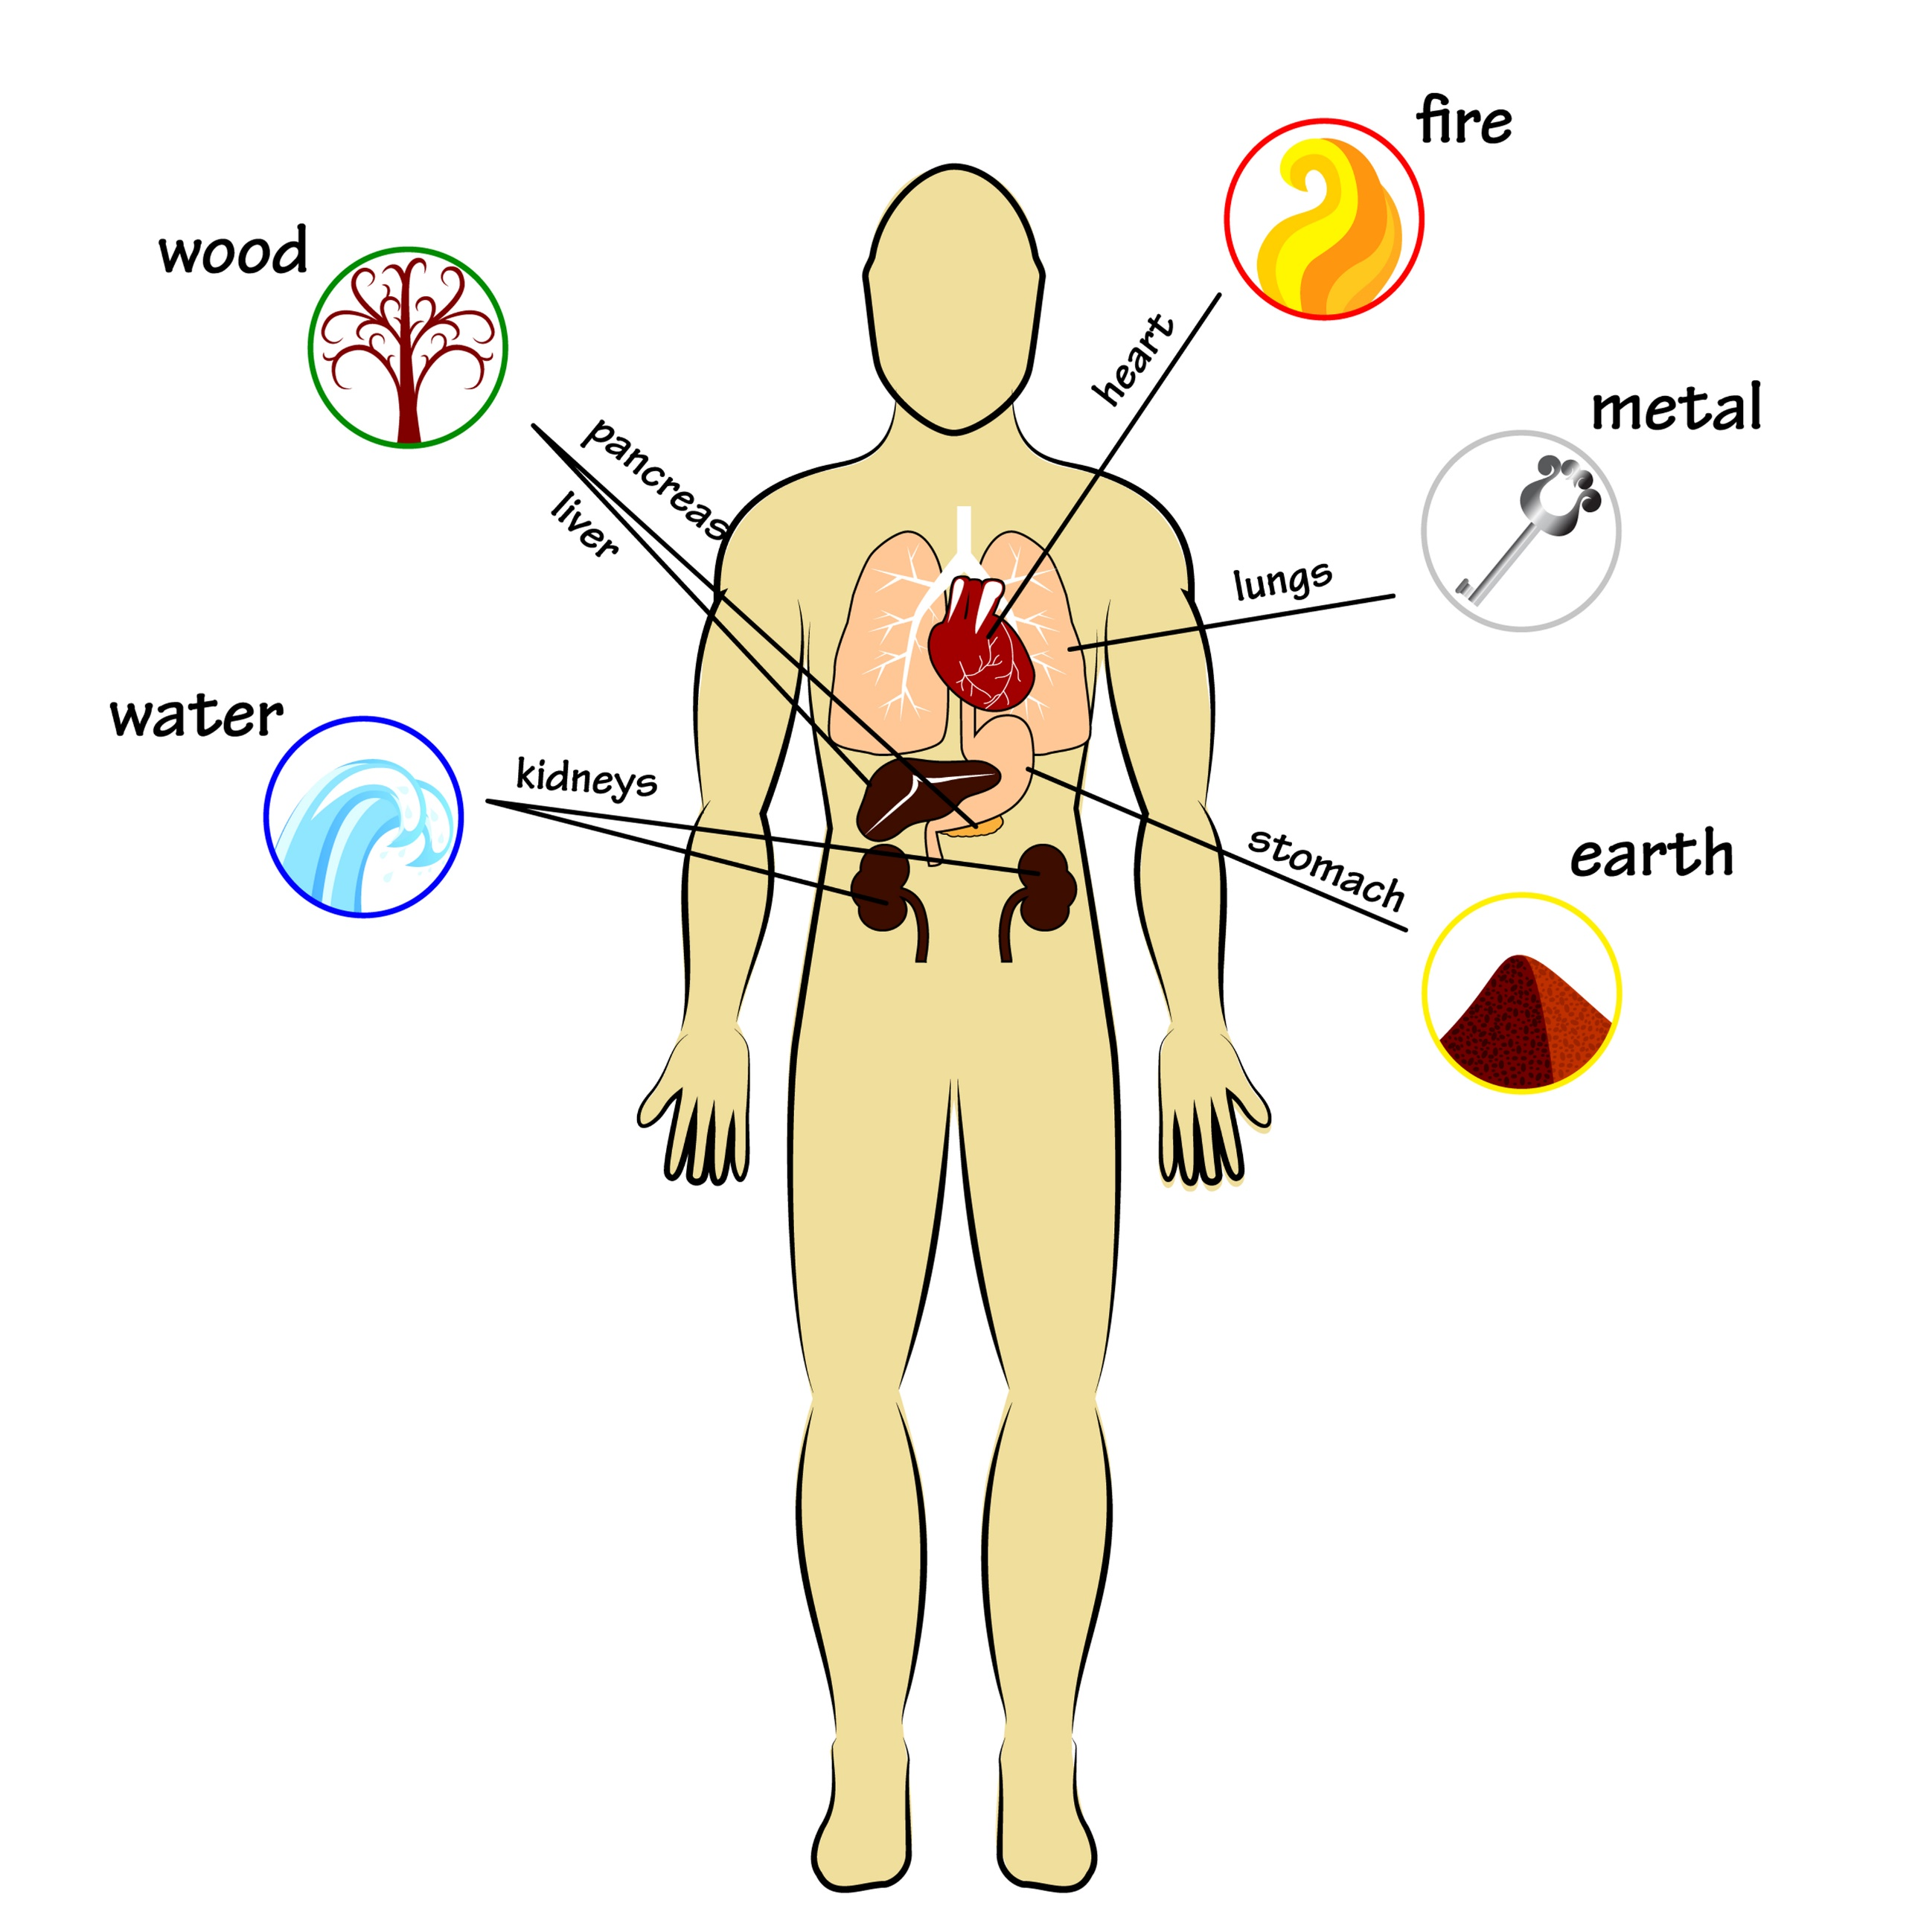 fire
wood
heart
metal
pancreas
liver
lungs
water
kidneys
stomach
earth